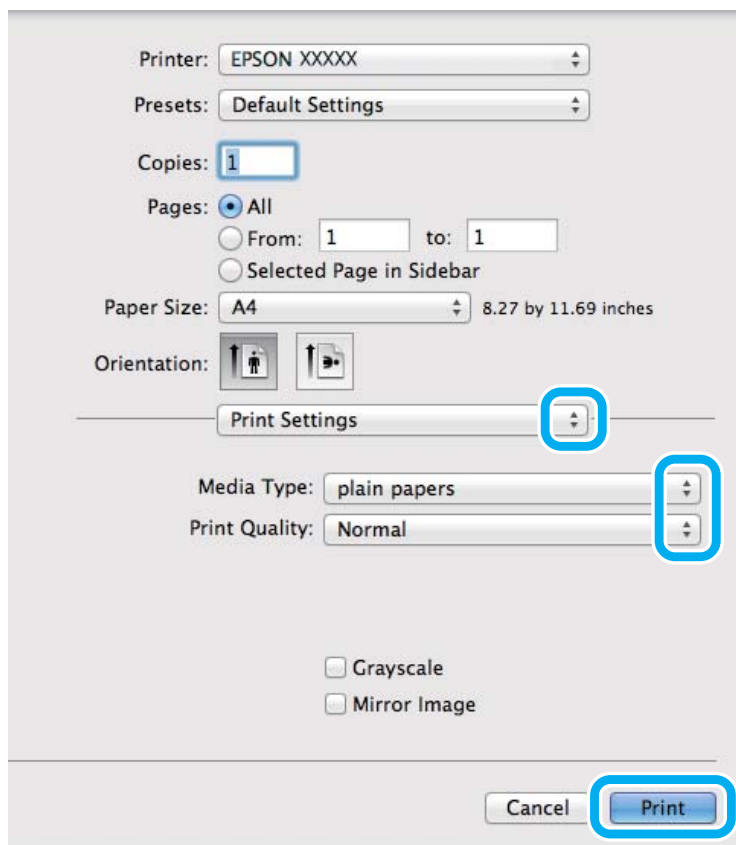 Printer: EPSON XXXXX
Presets: Default Settings
Copies: 1
Pages: All
From: 1 to: 1
Selected Page in Sidebar
Paper Size: A4 8.27 by 11.69 inches
Orientation:
Print Settings
Media Type: plain papers
Print Quality: Normal
Grayscale
Mirror Image
Cancel Print